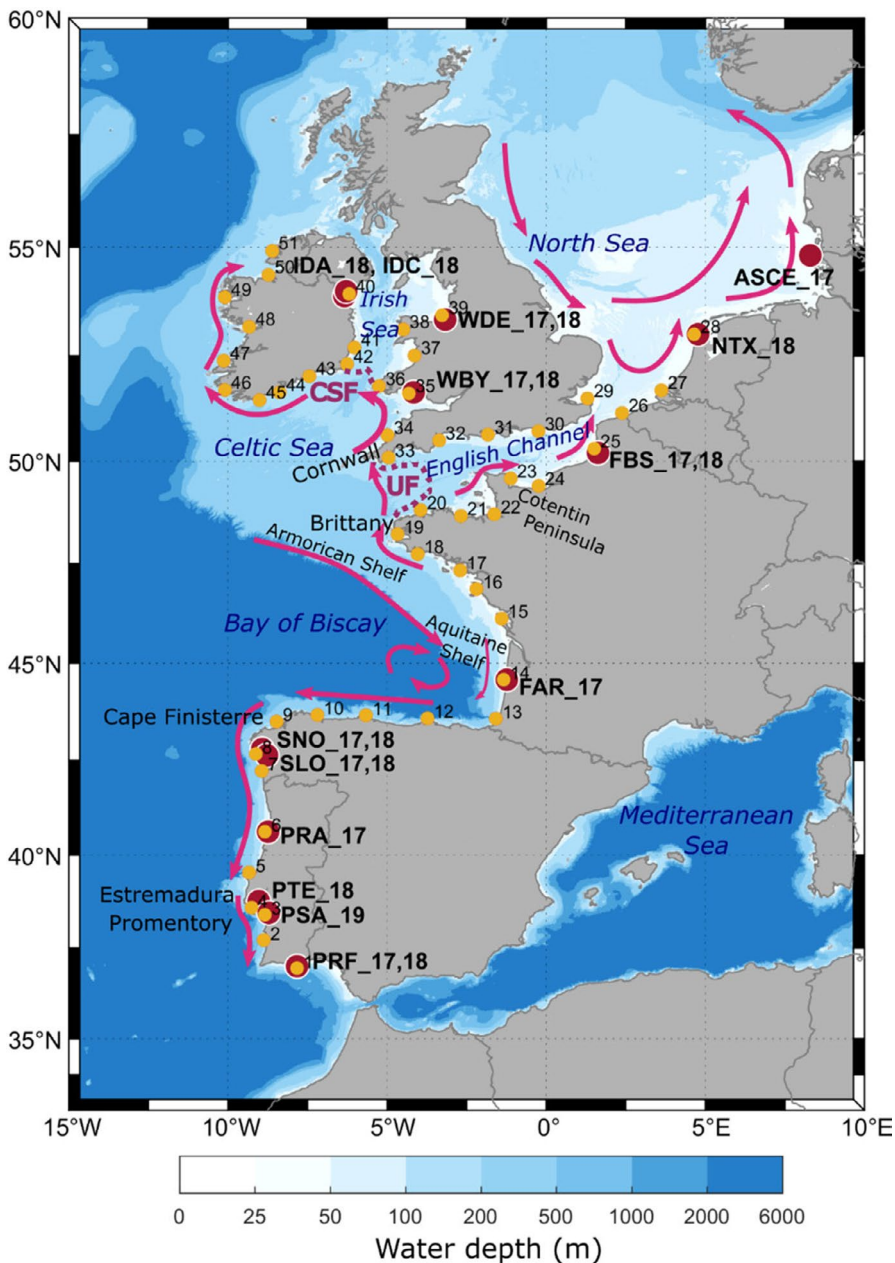 60°N
55°N
50°N
45°N
40°N
35°N
15°W
10°W
5°W
0°
5°E
10°E
51
50
IDA_18, IDC_18
49
40
Irish
Sea
48
39
WDE_17,18
38
41
47
42
37
43
46
45
44
CSF
36
35
WBY_17,18
Celtic Sea
34
Cornwall
33
32
31
30
English Channel
29
North Sea
ASCE_17
28
NTX_18
27
26
25
FBS_17,18
UF
23
24
Cotentin
Peninsula
20
21
22
Brittany
19
18
Armorican Shelf
17
16
15
Bay of Biscay
Aquitaine
Shelf
14
FAR_17
13
12
11
10
9
Cape Finisterre
SNO_17,18
8
7
SLO_17,18
6
PRA_17
5
Estremadura
Promentory
PTE_18
4
3
PSA_19
2
1
PRF_17,18
Mediterranean
Sea
0
25
50
100
200
500
1000
2000
6000
Water depth (m)